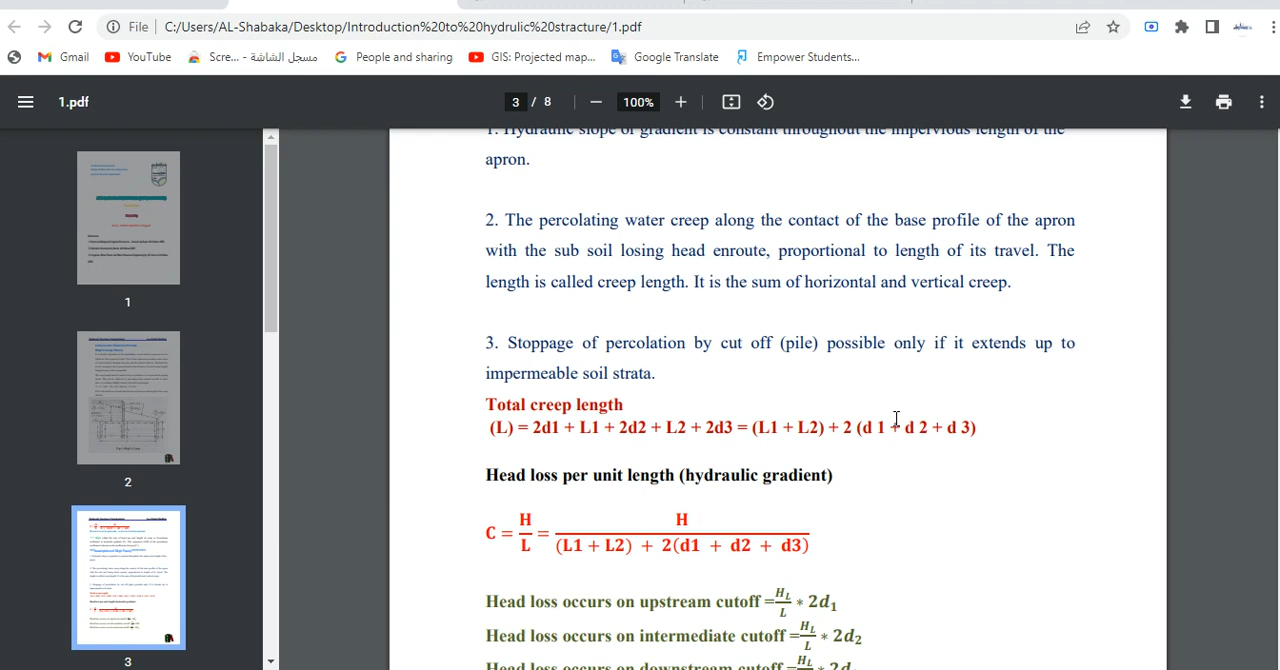 File
C:/Users/AL-Shabaka/Desktop/Introduction%20to%20hydrulic%20stracture/1.pdf
Gmail
YouTube
Scre... - مسجل الشاشة
People and sharing
GIS: Projected map...
Google Translate
Empower Students...
1.pdf
3 / 8
100%
1
2
3
1. Hydraulic slope or gradient is constant throughout the impervious length of the
apron.
2. The percolating water creep along the contact of the base profile of the apron
with the sub soil losing head enroute, proportional to length of its travel. The
length is called creep length. It is the sum of horizontal and vertical creep.
3. Stoppage of percolation by cut off (pile) possible only if it extends up to
impermeable soil strata.
Total creep length
(L) = 2d1 + L1 + 2d2 + L2 + 2d3 = (L1 + L2) + 2 (d 1 + d 2 + d 3)
Head loss per unit length (hydraulic gradient)
C = H/L = H/((L1 + L2) + 2(d1 + d2 + d3))
Head loss occurs on upstream cutoff = H_L/L * 2d₁
Head loss occurs on intermediate cutoff = H_L/L * 2d₂
Head loss occurs on downstream cutoff = H_L